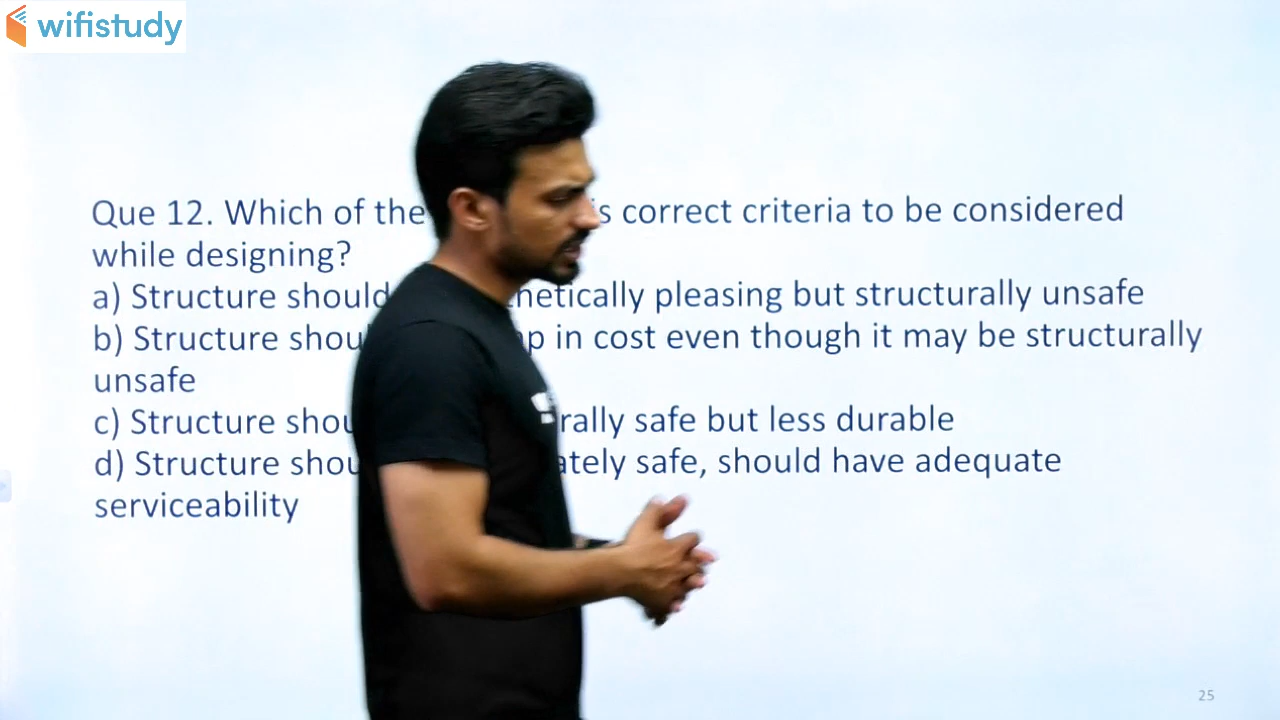 wifistudy
Que 12. Which of the s correct criteria to be considered
while designing?
a) Structure should hetically pleasing but structurally unsafe
b) Structure shou p in cost even though it may be structurally
unsafe
c) Structure shou rally safe but less durable
d) Structure shou ately safe, should have adequate
serviceability
25